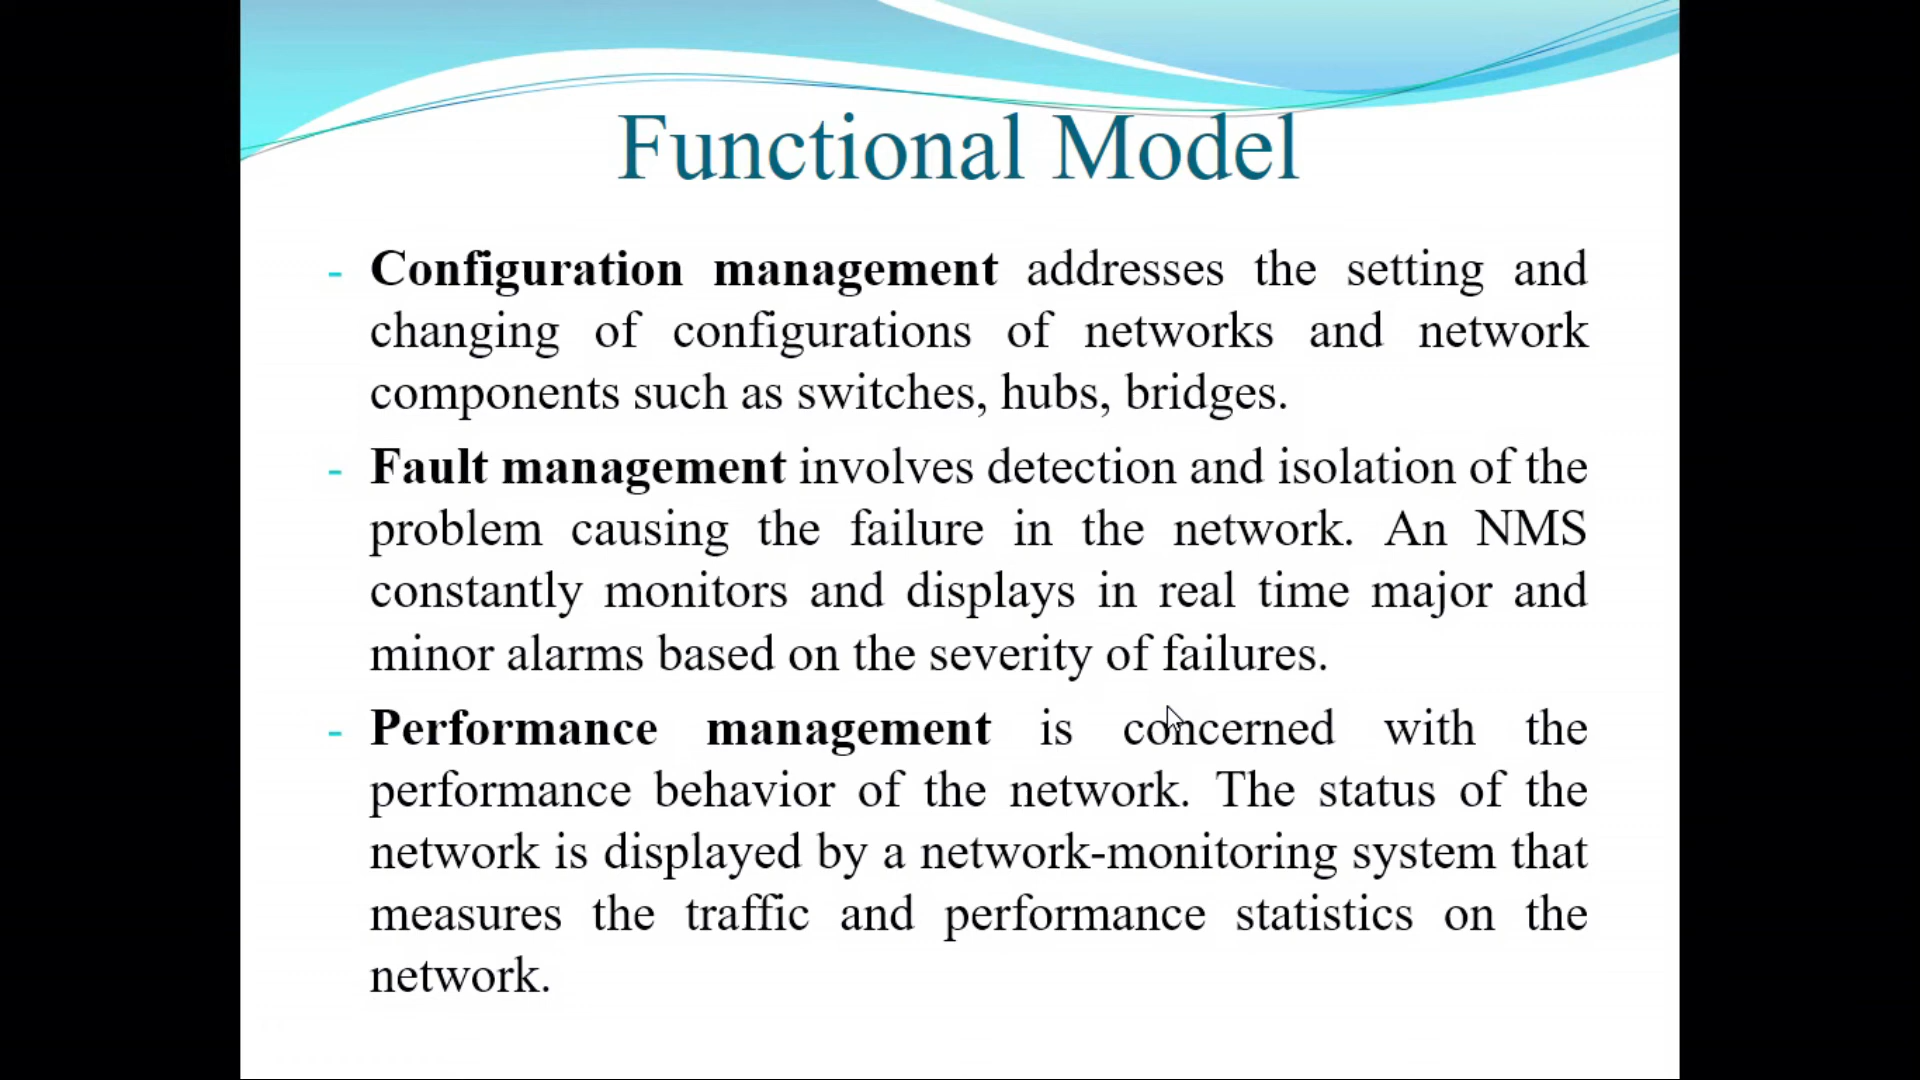 Functional Model
- Configuration management addresses the setting and
changing of configurations of networks and network
components such as switches, hubs, bridges.
- Fault management involves detection and isolation of the
problem causing the failure in the network. An NMS
constantly monitors and displays in real time major and
minor alarms based on the severity of failures.
- Performance management is concerned with the
performance behavior of the network. The status of the
network is displayed by a network-monitoring system that
measures the traffic and performance statistics on the
network.